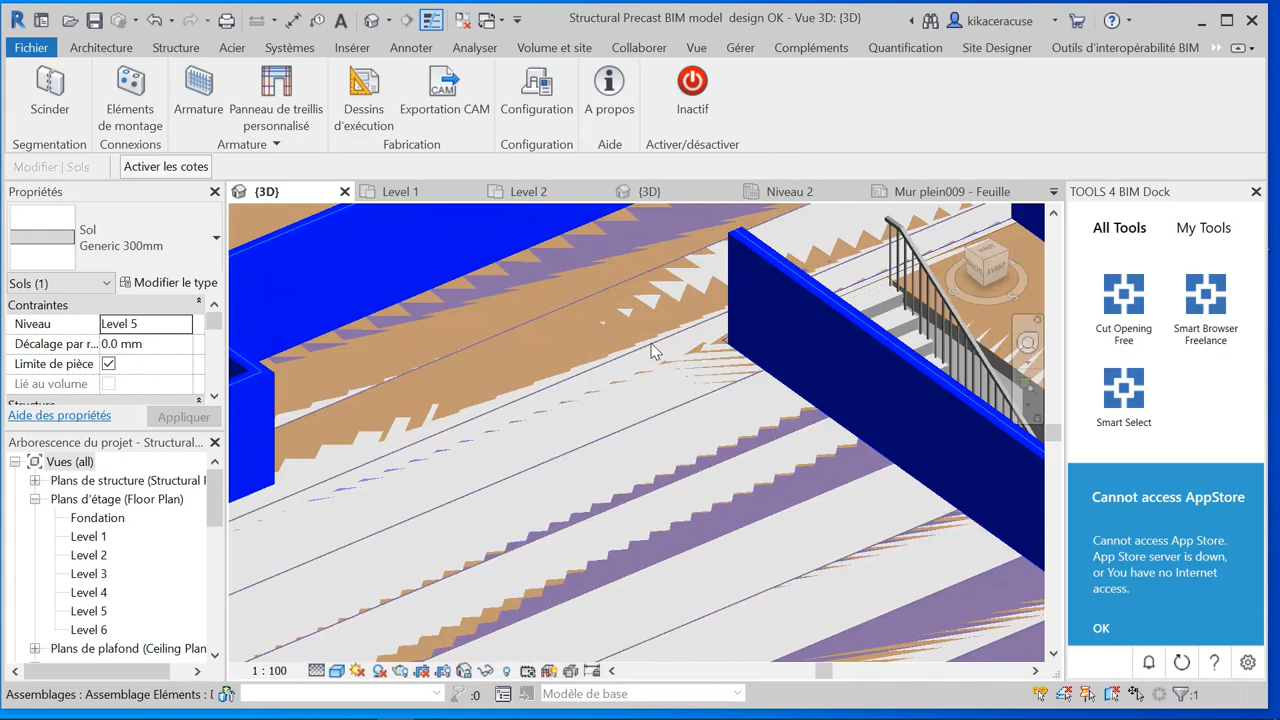 Structural Precast BIM model design OK - Vue 3D: {3D}
kikaceracuse
Fichier Architecture Structure Acier Systèmes Insérer Annoter Analyser Volume et site Collaborer Vue Gérer Compléments Quantification Site Designer Outils d'interopérabilité BIM
Scinder
Eléments de montage
Armature
Panneau de treillis personnalisé
Dessins d'exécution
Exportation CAM
Configuration
A propos
Inactif
Segmentation Connexions Armature Fabrication Configuration Aide Activer/désactiver
Modifier | Sols Activer les cotes
Propriétés
{3D} Level 1 Level 2 {3D} Niveau 2 Mur plein009 - Feuille
TOOLS 4 BIM Dock
Sol
Generic 300mm
Sols (1) Modifier le type
Contraintes
Niveau Level 5
Décalage par r... 0.0 mm
Limite de pièce
Lié au volume
Aide des propriétés Appliquer
Arborescence du projet - Structural...
Vues (all)
Plans de structure (Structural
Plans d'étage (Floor Plan)
Fondation
Level 1
Level 2
Level 3
Level 4
Level 5
Level 6
Plans de plafond (Ceiling Plan
HAUT
AVANT
All Tools My Tools
Cut Opening Free
Smart Browser Freelance
Smart Select
Cannot access AppStore
Cannot access App Store.
App Store server is down,
or You have no Internet
access.
OK
1 : 100
Assemblages : Assemblage Eléments : :0 Modèle de base :1